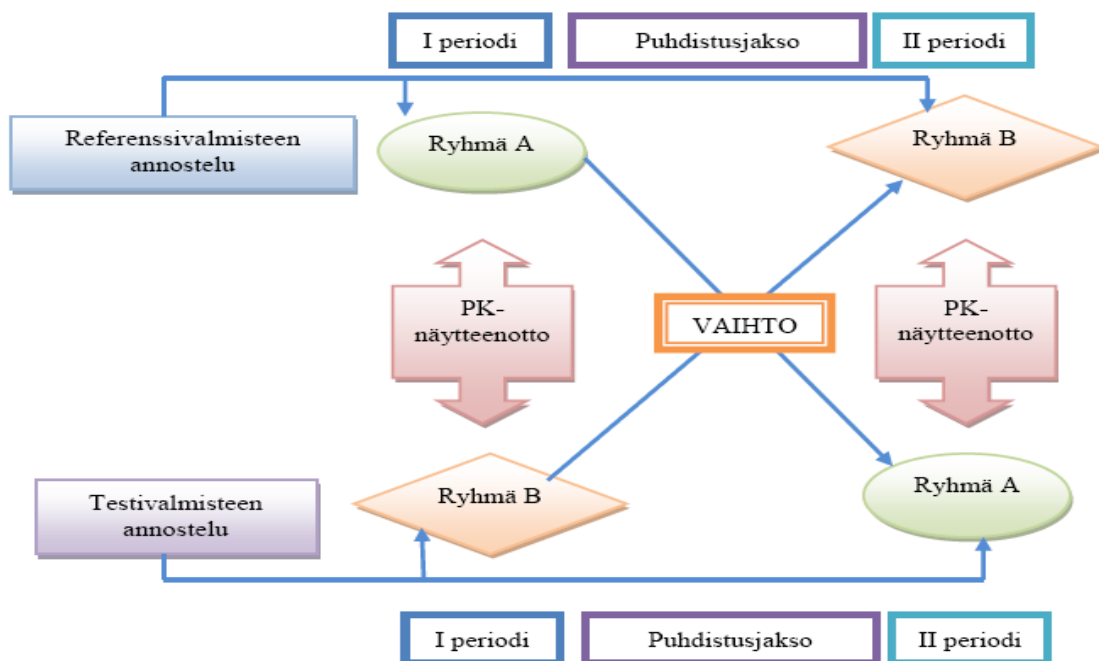 I periodi
Puhdistusjakso
II periodi
Referenssivalmisteen
annostelu
Ryhmä A
Ryhmä B
PK-
näytteenotto
VAIHTO
PK-
näytteenotto
Testivalmisteen
annostelu
Ryhmä B
Ryhmä A
I periodi
Puhdistusjakso
II periodi